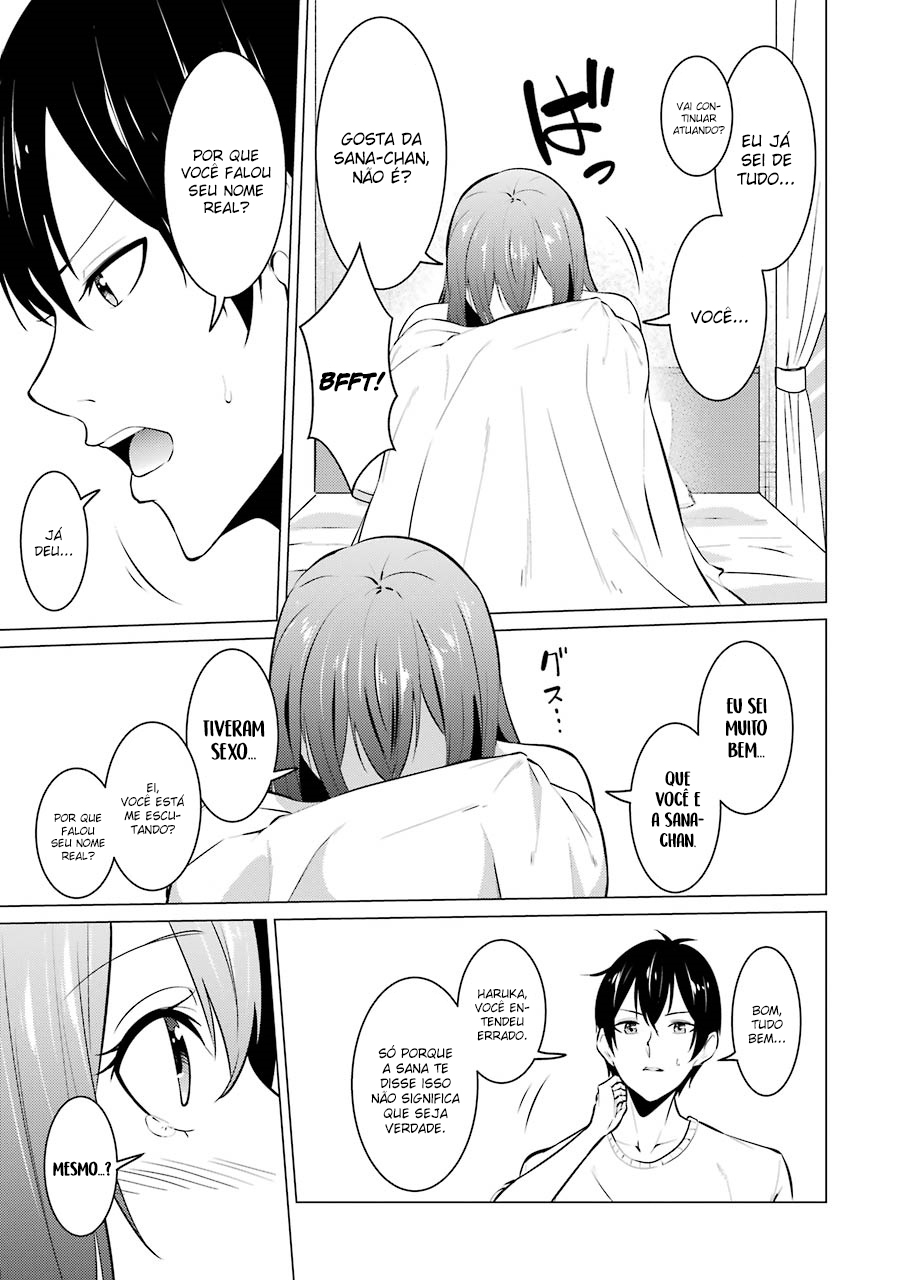 EU JÁ
SEI DE
TUDO...
VAI CON-
TINUAR
ATUANDO?
VOCÊ...
ばっ
GOSTA DA
SANA-CHAN,
NÃO É?
BFFT!
POR QUE
VOCÊ FALOU
SEU NOME
REAL?
JÁ
DEU...
EU SEI
MUITO
BEM...
QUE
VOCÊ E
A SANA-
CHAN.
グス...
TIVERAM
SEXO...
EI,
VOCÊ ESTÁ
ME ESCU-
TANDO?
POR QUE
FALOU
SEU NOME
REAL?
BOM,
TUDO
BEM...
HARUKA,
VOCÊ EN-
TENDEU
ERRADO.
SÓ PORQUE
A SANA TE
DISSE ISSO
NÃO SIGNIFICA
QUE SEJA
VERDADE.
MESMO...?